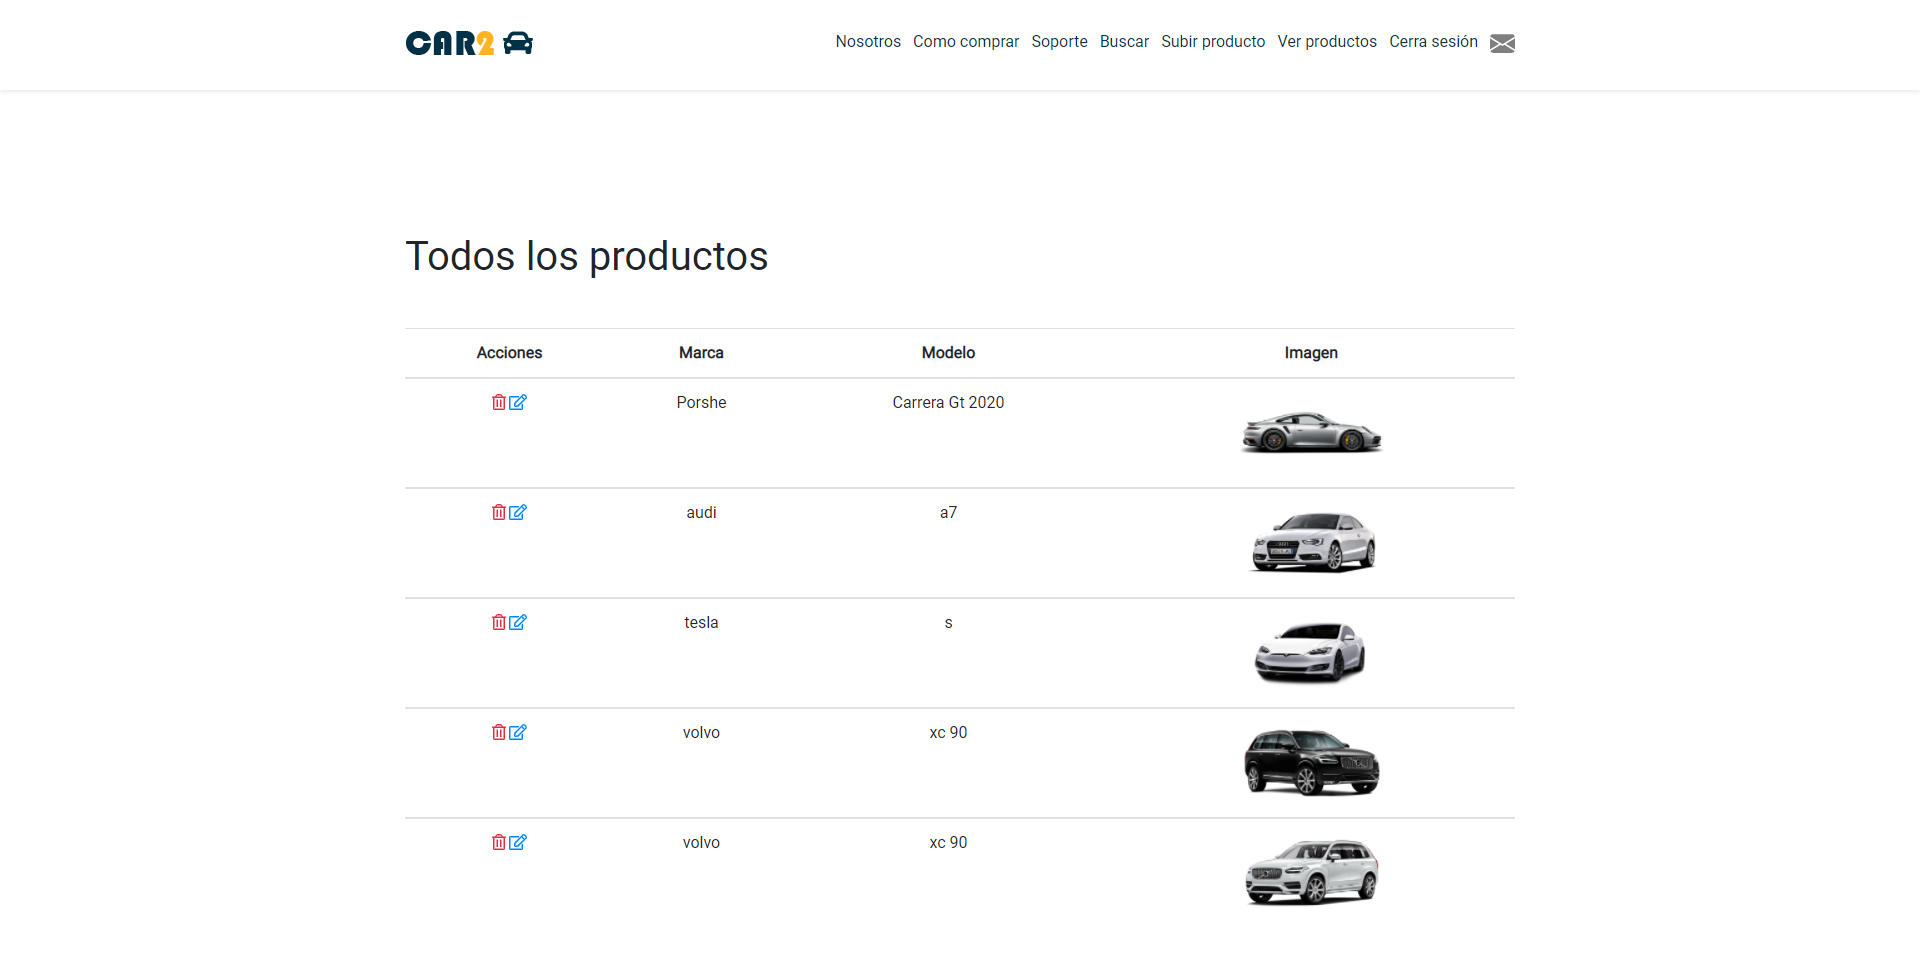 CAR2
Nosotros Como comprar Soporte Buscar Subir producto Ver productos Cerra sesión
Todos los productos
Acciones Marca Modelo Imagen
Porshe Carrera Gt 2020
audi a7
tesla s
volvo xc 90
volvo xc 90